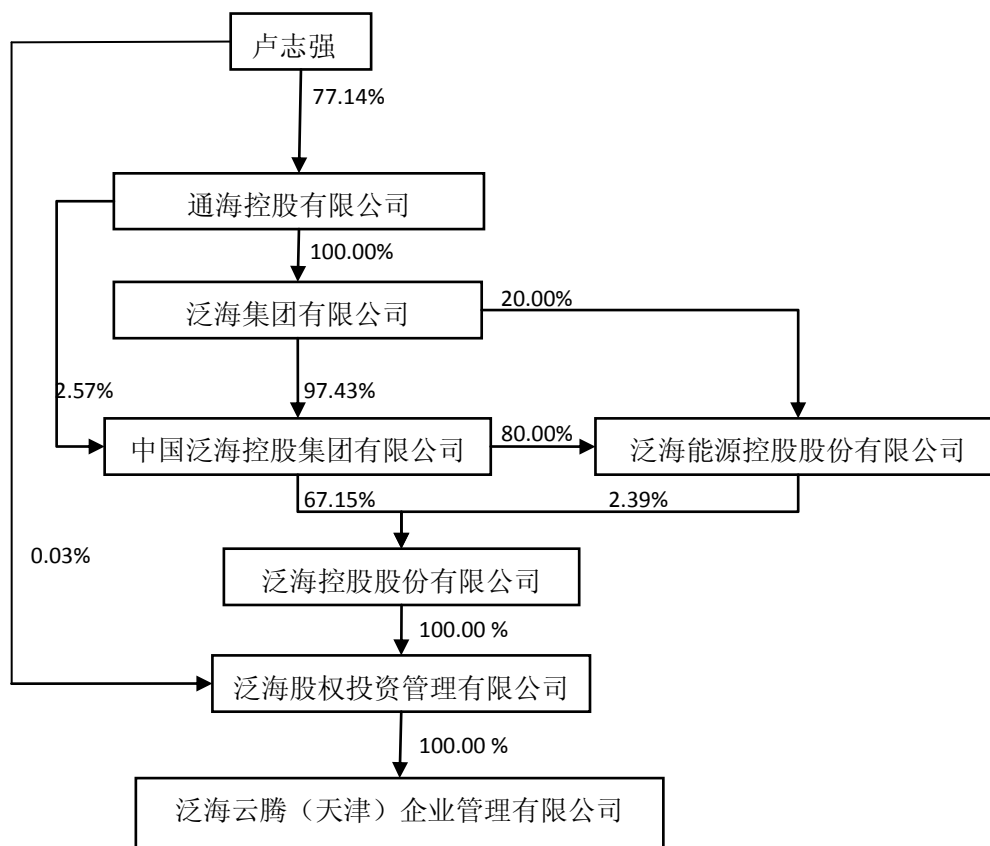 卢志强
77.14%
通海控股有限公司
100.00%
泛海集团有限公司
20.00%
2.57%
97.43%
中国泛海控股集团有限公司
80.00%
泛海能源控股股份有限公司
67.15%
2.39%
0.03%
泛海控股股份有限公司
100.00 %
泛海股权投资管理有限公司
100.00 %
泛海云腾（天津）企业管理有限公司